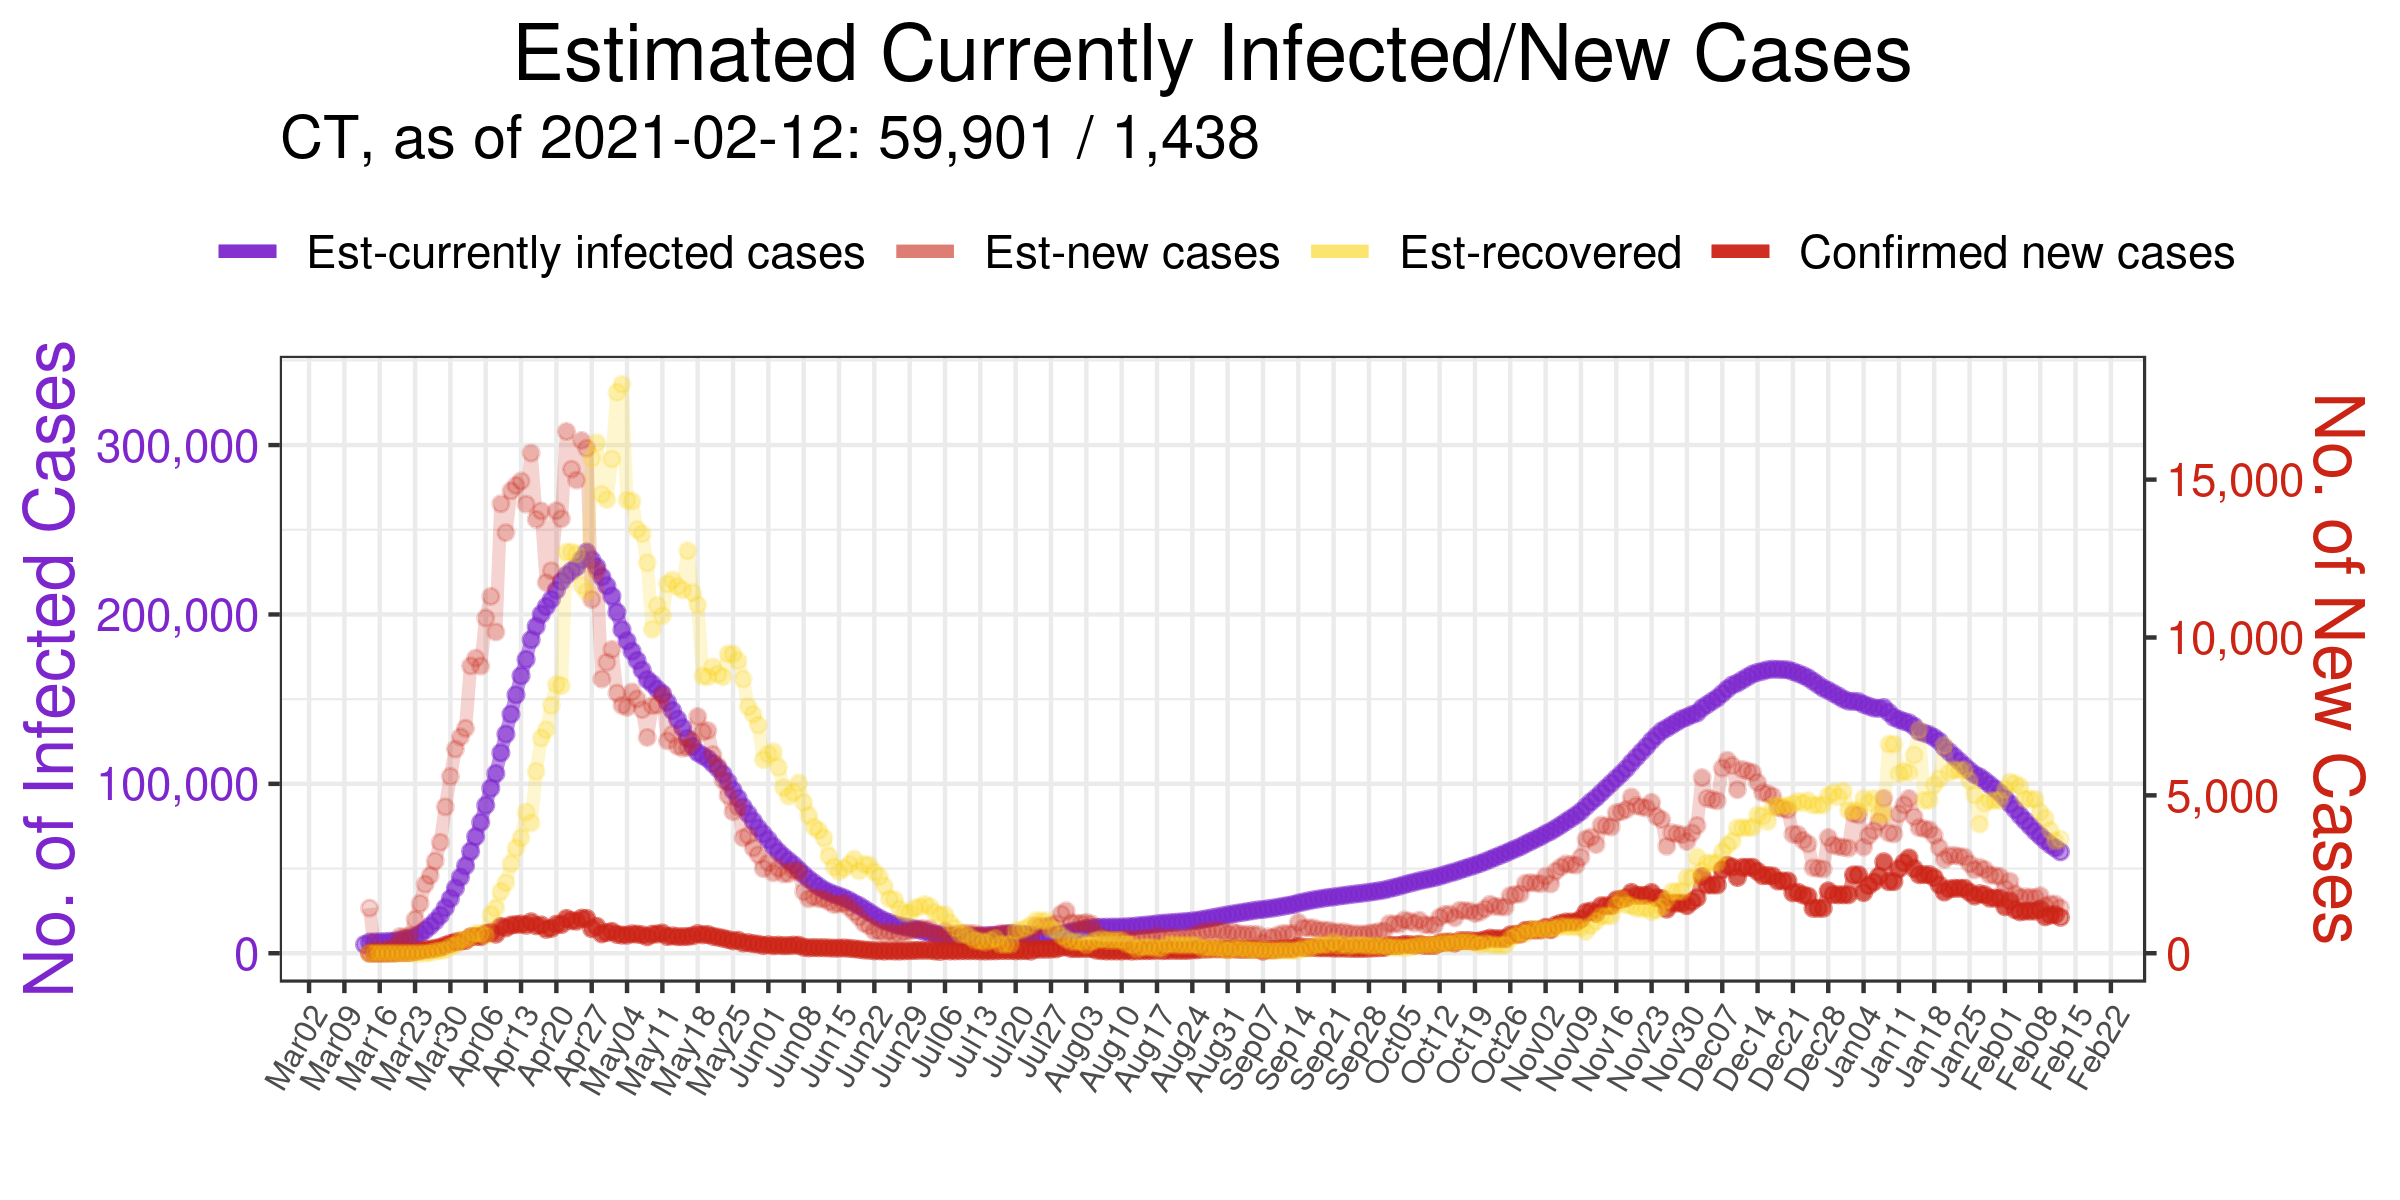 Estimated Currently Infected/New Cases
CT, as of 2021-02-12: 59,901 / 1,438
Est-currently infected cases Est-new cases Est-recovered Confirmed new cases
No. of Infected Cases
300,000
200,000
100,000
0
15,000
10,000
5,000
0
No. of New Cases
Mar02 Mar09 Mar16 Mar23 Mar30 Apr06 Apr13 Apr20 Apr27 May04 May11 May18 May25 Jun01 Jun08 Jun15 Jun22 Jun29 Jul06 Jul13 Jul20 Jul27 Aug03 Aug10 Aug17 Aug24 Aug31 Sep07 Sep14 Sep21 Sep28 Oct05 Oct12 Oct19 Oct26 Nov02 Nov09 Nov16 Nov23 Nov30 Dec07 Dec14 Dec21 Dec28 Jan04 Jan11 Jan18 Jan25 Feb01 Feb08 Feb15 Feb22